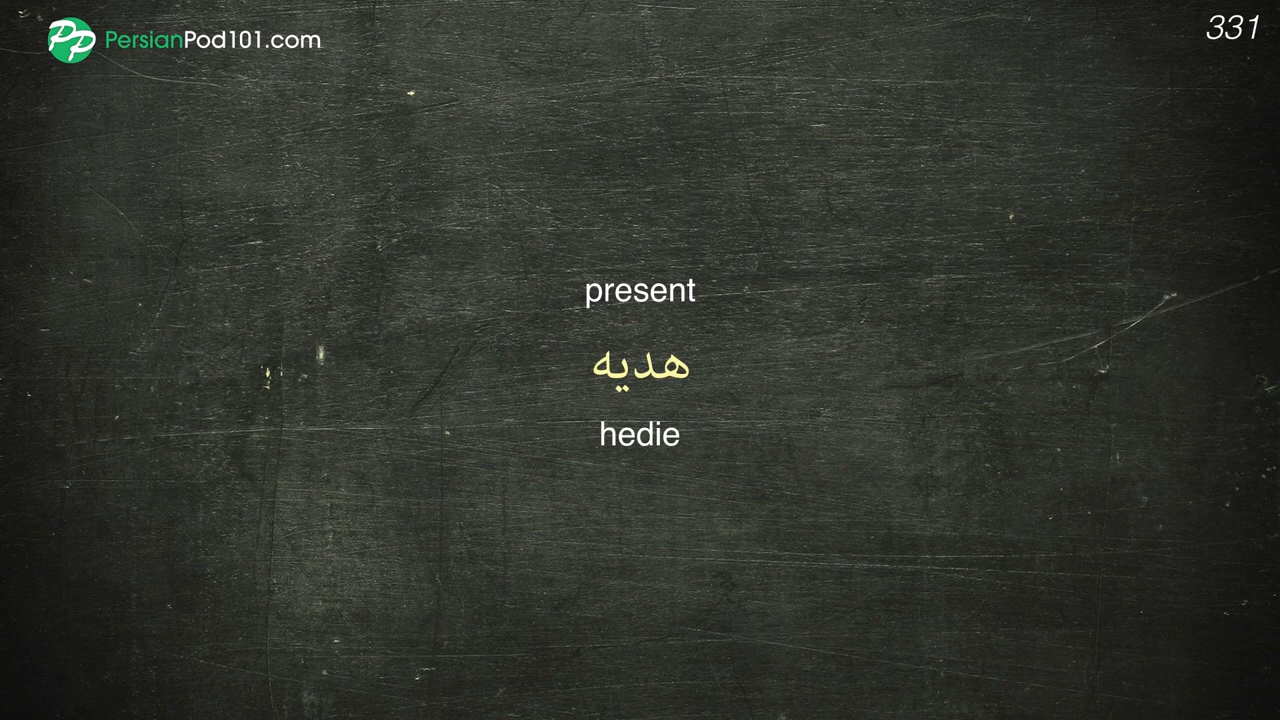 PersianPod101.com
331
present
هدیه
hedie